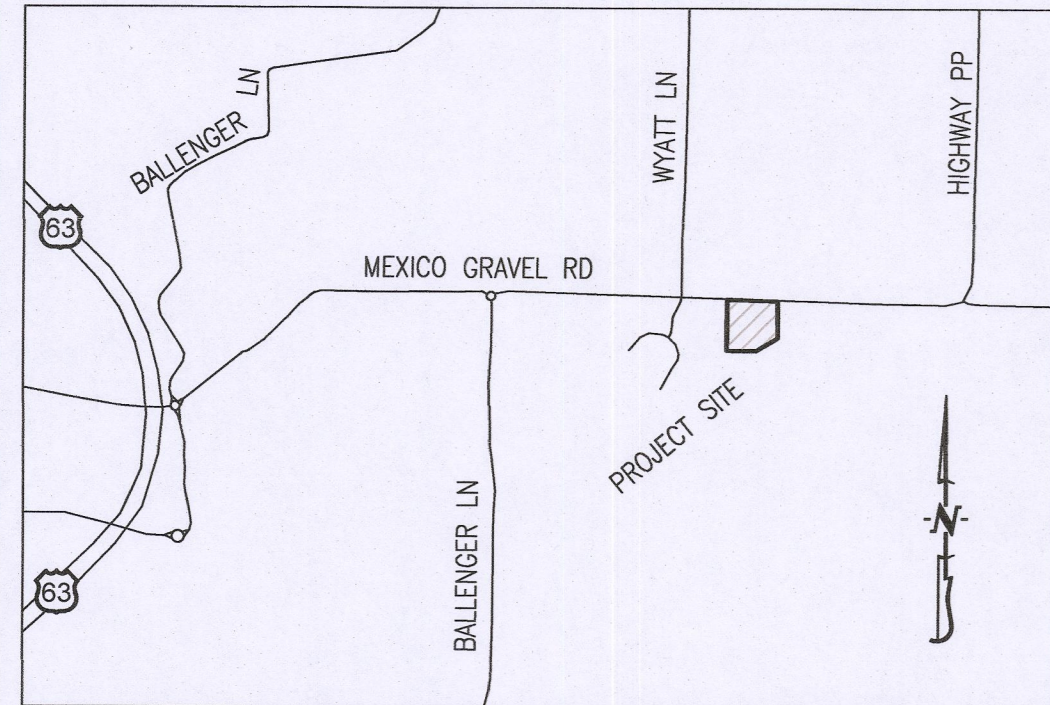 BALLENGER LN
WYATT LN
HIGHWAY PP
63
MEXICO GRAVEL RD
PROJECT SITE
BALLENGER LN
N
63